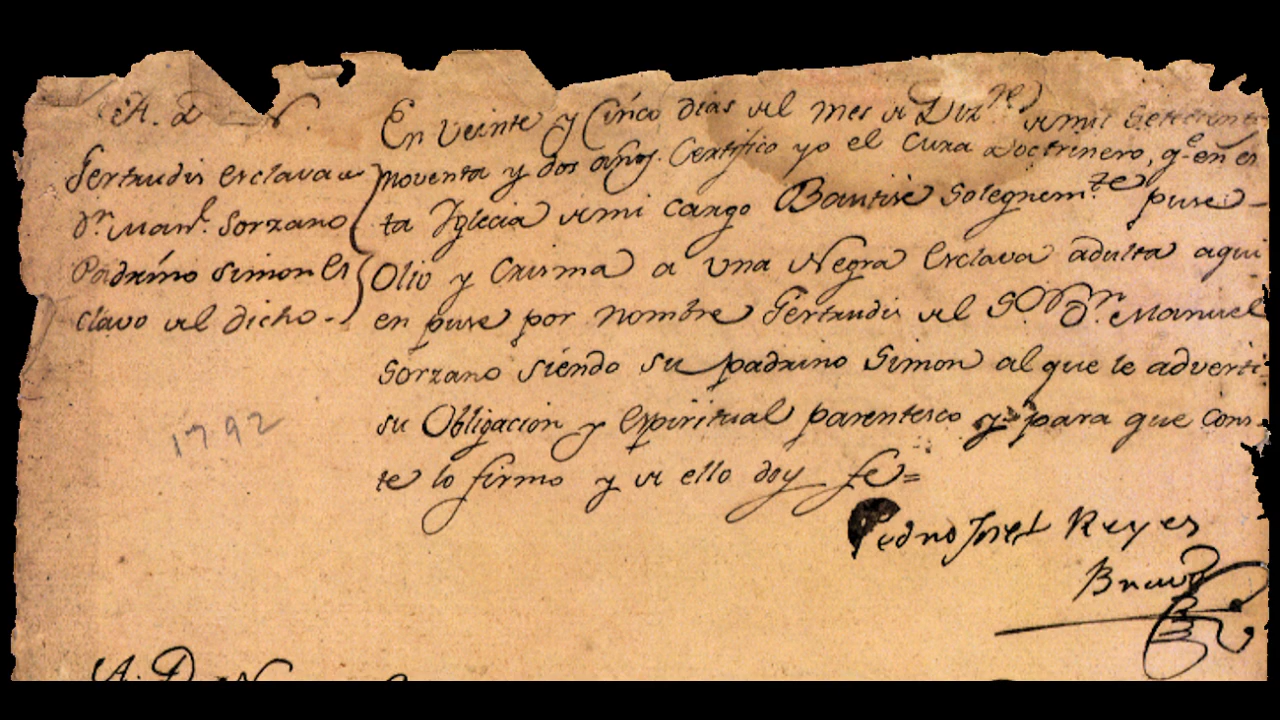 A. D N.
Gertrudis esclava de
Dn. Manl. Sorzano
Padrino Simon Es
clavo del dicho -
1792
En Veinte y Cinco dias del Mes de Dizre de mil Setecientos
Noventa y dos años. Certifico yo el Cura Doctrinero, qe en es
ta Iglecia de mi cargo Bautisé Solegnemte puse
Olio y Crisma a una Negra Esclava adulta aqui
en puse por nombre Gertrudis del Sor Dn. Manuel
Sorzano siendo su padrino Simon al que le adverti
su Obligacion y Espiritual parentesco y para que cons
te lo firmo y de ello doy fe =
Pedro Josef Reyes
Bravo
A. D N